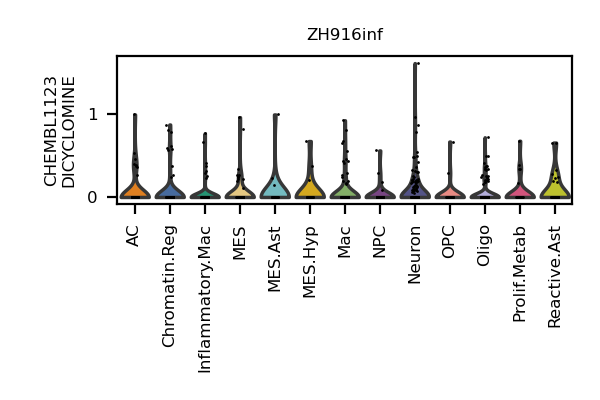 ZH916inf
CHEMBL1123
DICYCLOMINE
1
0
AC
Chromatin.Reg
Inflammatory.Mac
MES
MES.Ast
MES.Hyp
Mac
NPC
Neuron
OPC
Oligo
Prolif.Metab
Reactive.Ast